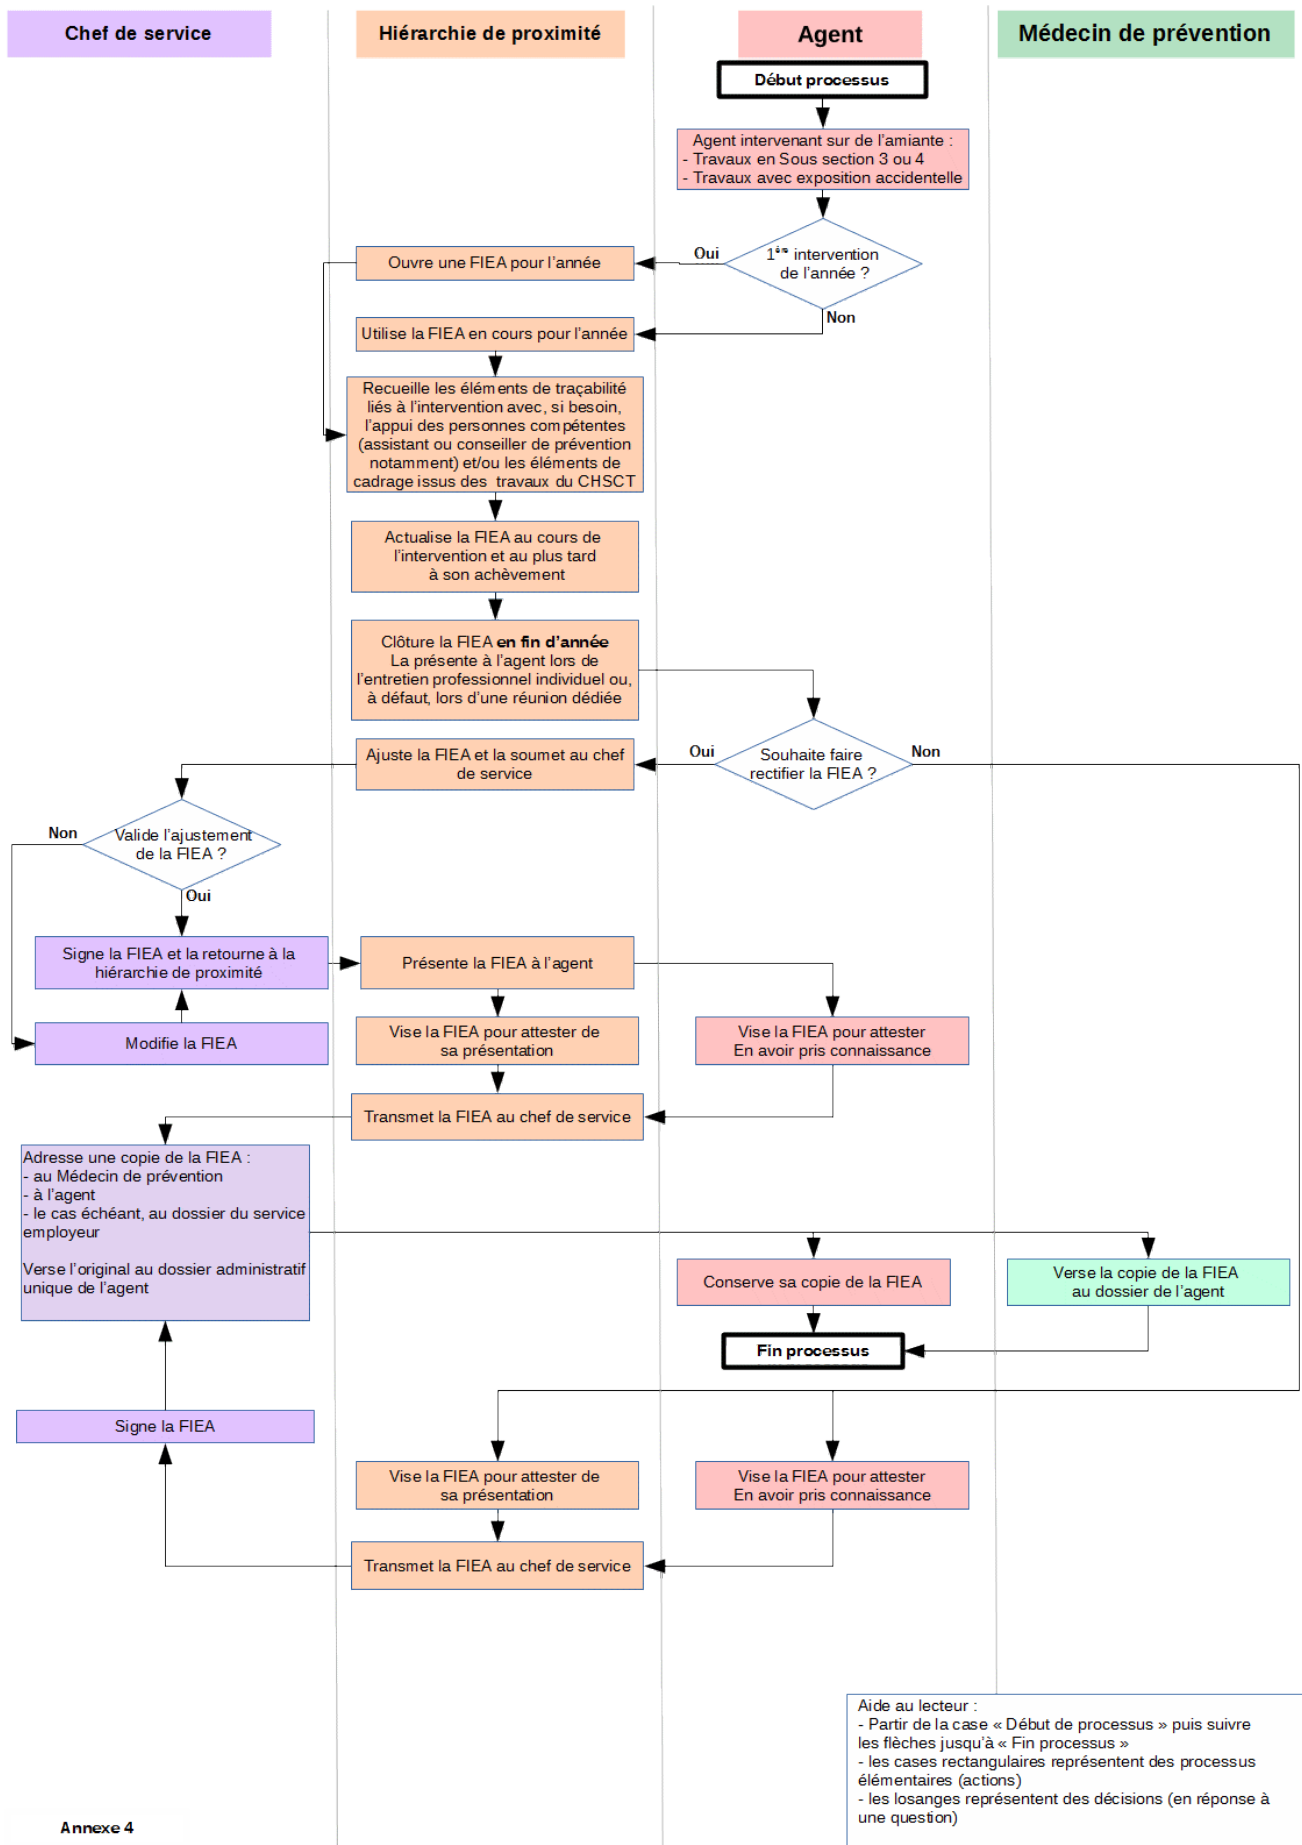 Chef de service
Hiérarchie de proximité
Agent
Médecin de prévention
Début processus
Agent intervenant sur de l'amiante :
- Travaux en Sous section 3 ou 4
- Travaux avec exposition accidentelle
1ère intervention
de l'année ?
Oui
Non
Ouvre une FIEA pour l'année
Utilise la FIEA en cours pour l'année
Recueille les éléments de traçabilité
liés à l'intervention avec, si besoin,
l'appui des personnes compétentes
(assistant ou conseiller de prévention
notamment) et/ou les éléments de
cadrage issus des travaux du CHSCT
Actualise la FIEA au cours de
l'intervention et au plus tard
à son achèvement
Clôture la FIEA en fin d'année
La présente à l'agent lors de
l'entretien professionnel individuel ou,
à défaut, lors d'une réunion dédiée
Souhaite faire
rectifier la FIEA ?
Oui
Non
Ajuste la FIEA et la soumet au chef
de service
Valide l'ajustement
de la FIEA ?
Non
Oui
Signe la FIEA et la retourne à la
hiérarchie de proximité
Modifie la FIEA
Présente la FIEA à l'agent
Vise la FIEA pour attester de
sa présentation
Vise la FIEA pour attester
En avoir pris connaissance
Transmet la FIEA au chef de service
Adresse une copie de la FIEA :
- au Médecin de prévention
- à l'agent
- le cas échéant, au dossier du service
employeur
Verse l'original au dossier administratif
unique de l'agent
Conserve sa copie de la FIEA
Verse la copie de la FIEA
au dossier de l'agent
Fin processus
Signe la FIEA
Vise la FIEA pour attester de
sa présentation
Vise la FIEA pour attester
En avoir pris connaissance
Transmet la FIEA au chef de service
Aide au lecteur :
- Partir de la case « Début de processus » puis suivre
les flèches jusqu'à « Fin processus »
- les cases rectangulaires représentent des processus
élémentaires (actions)
- les losanges représentent des décisions (en réponse à
une question)
Annexe 4